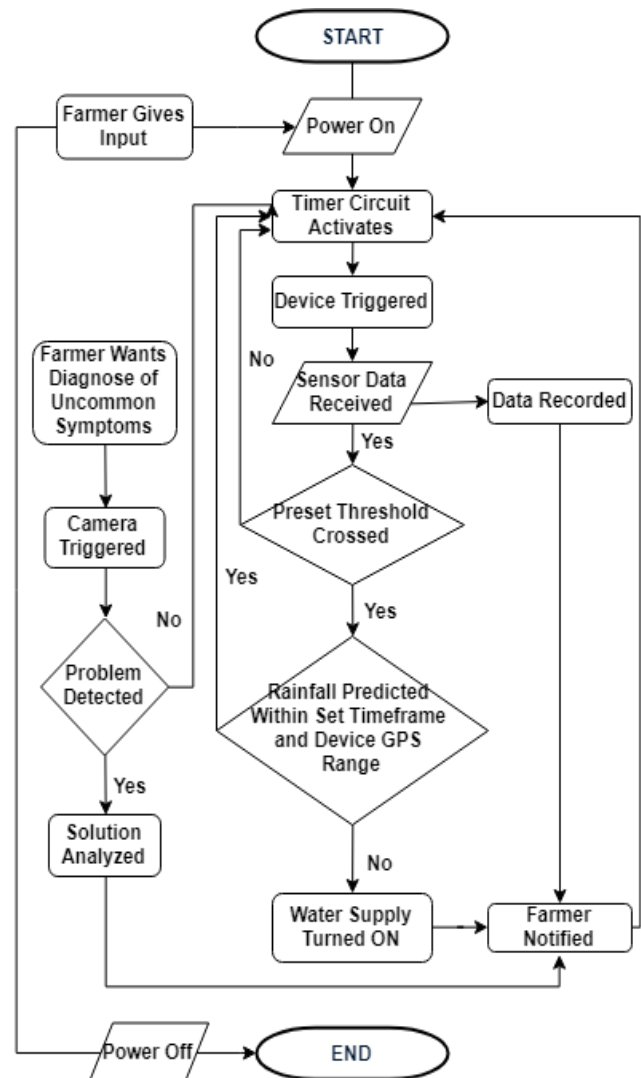 START
Farmer Gives
Input
Power On
Timer Circuit
Activates
Device Triggered
No
Sensor Data
Received
Data Recorded
Yes
Farmer Wants
Diagnose of
Uncommon
Symptoms
Preset Threshold
Crossed
Camera
Triggered
Yes
Yes
No
Problem
Detected
Rainfall Predicted
Within Set Timeframe
and Device GPS
Range
Yes
Solution
Analyzed
No
Water Supply
Turned ON
Farmer
Notified
Power Off
END